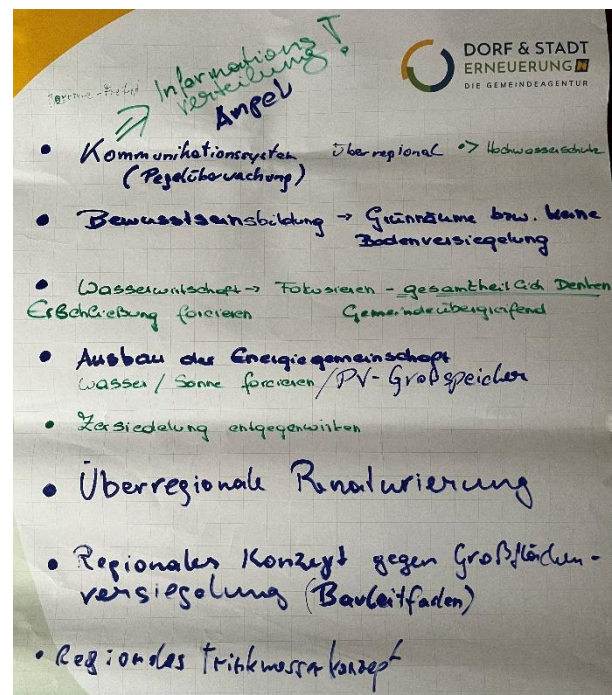 DORF & STADT
ERNEUERUNG
DIE GEMEINDEAGENTUR
Informations
verteilung!
Angel
• Kommunikationssystem überregional -> Hochwasserschutz
(Pegelüberwachung)
• Bewusstseinsbildung → Grünräume bzw. keine
Bodenversiegelung
• Wasserwirtschaft → Fokusieren - gesamtheitlich Denken
Erschließung forcieren Gemeindeübergreifend
• Ausbau der Energiegemeinschaft
Wasser / Sonne forcieren / PV-Großspeicher
• Zersiedelung entgegenwirken
• Überregionale Renaturierung
• Regionales Konzept gegen Großflächen-
versiegelung (Bauleitfaden)
• Regionales Trinkwasserkonzept